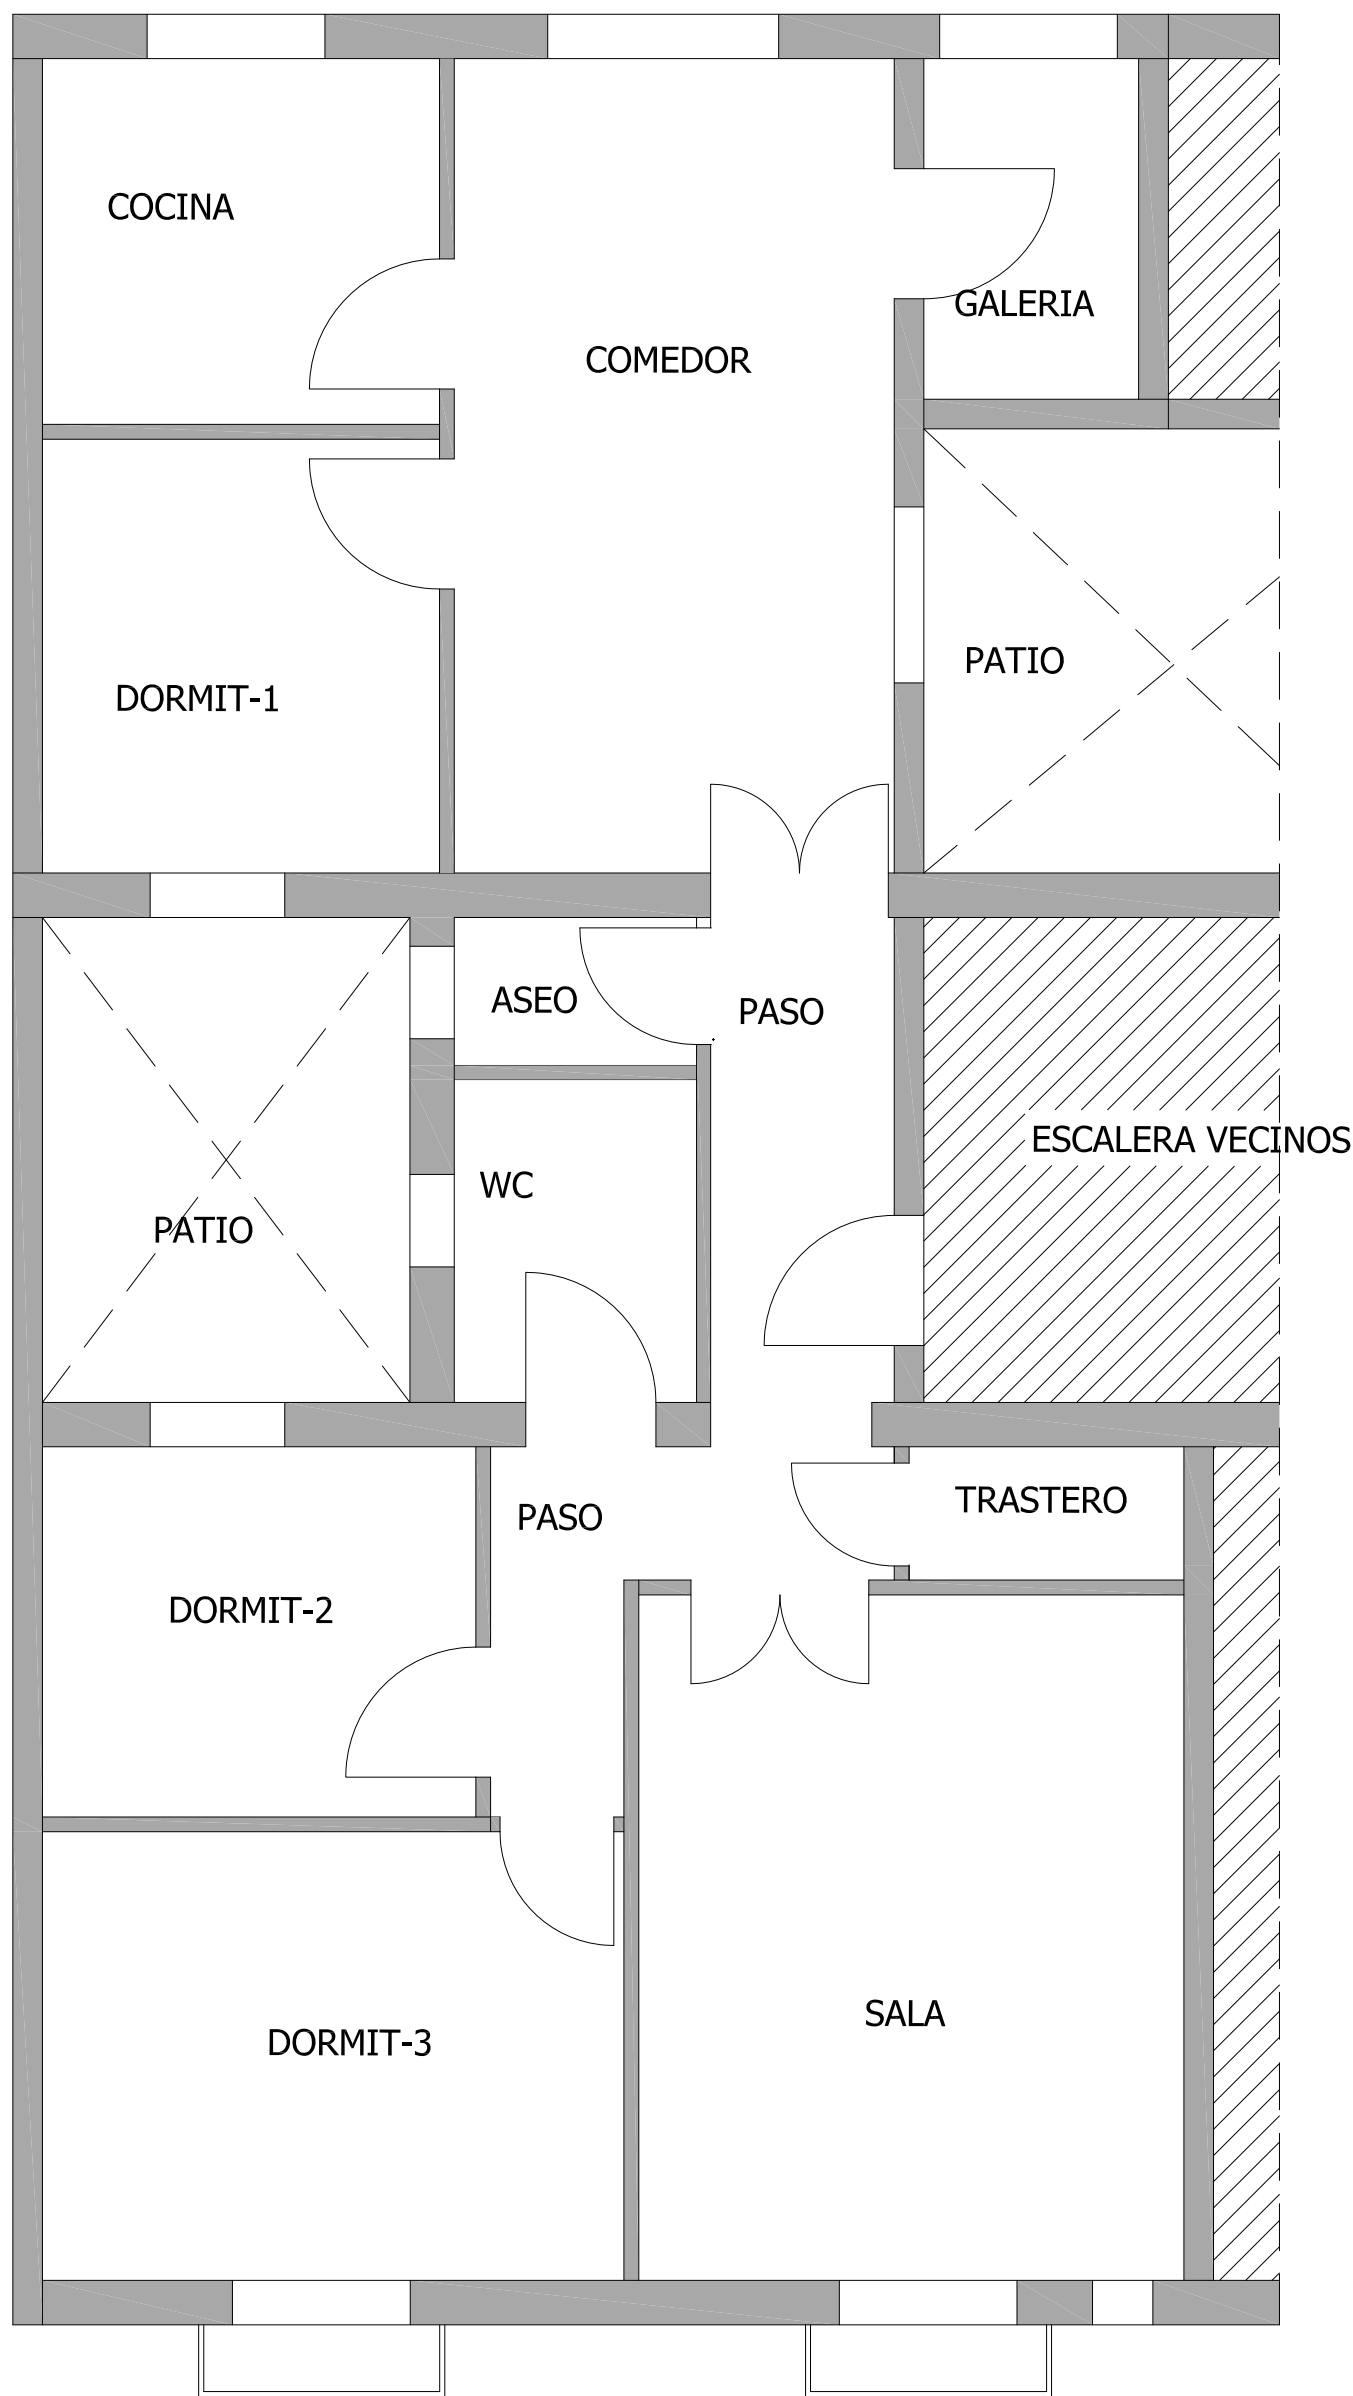 COCINA
GALERIA
COMEDOR
PATIO
DORMIT-1
ASEO
PASO
ESCALERA VECINOS
WC
PATIO
TRASTERO
PASO
DORMIT-2
SALA
DORMIT-3